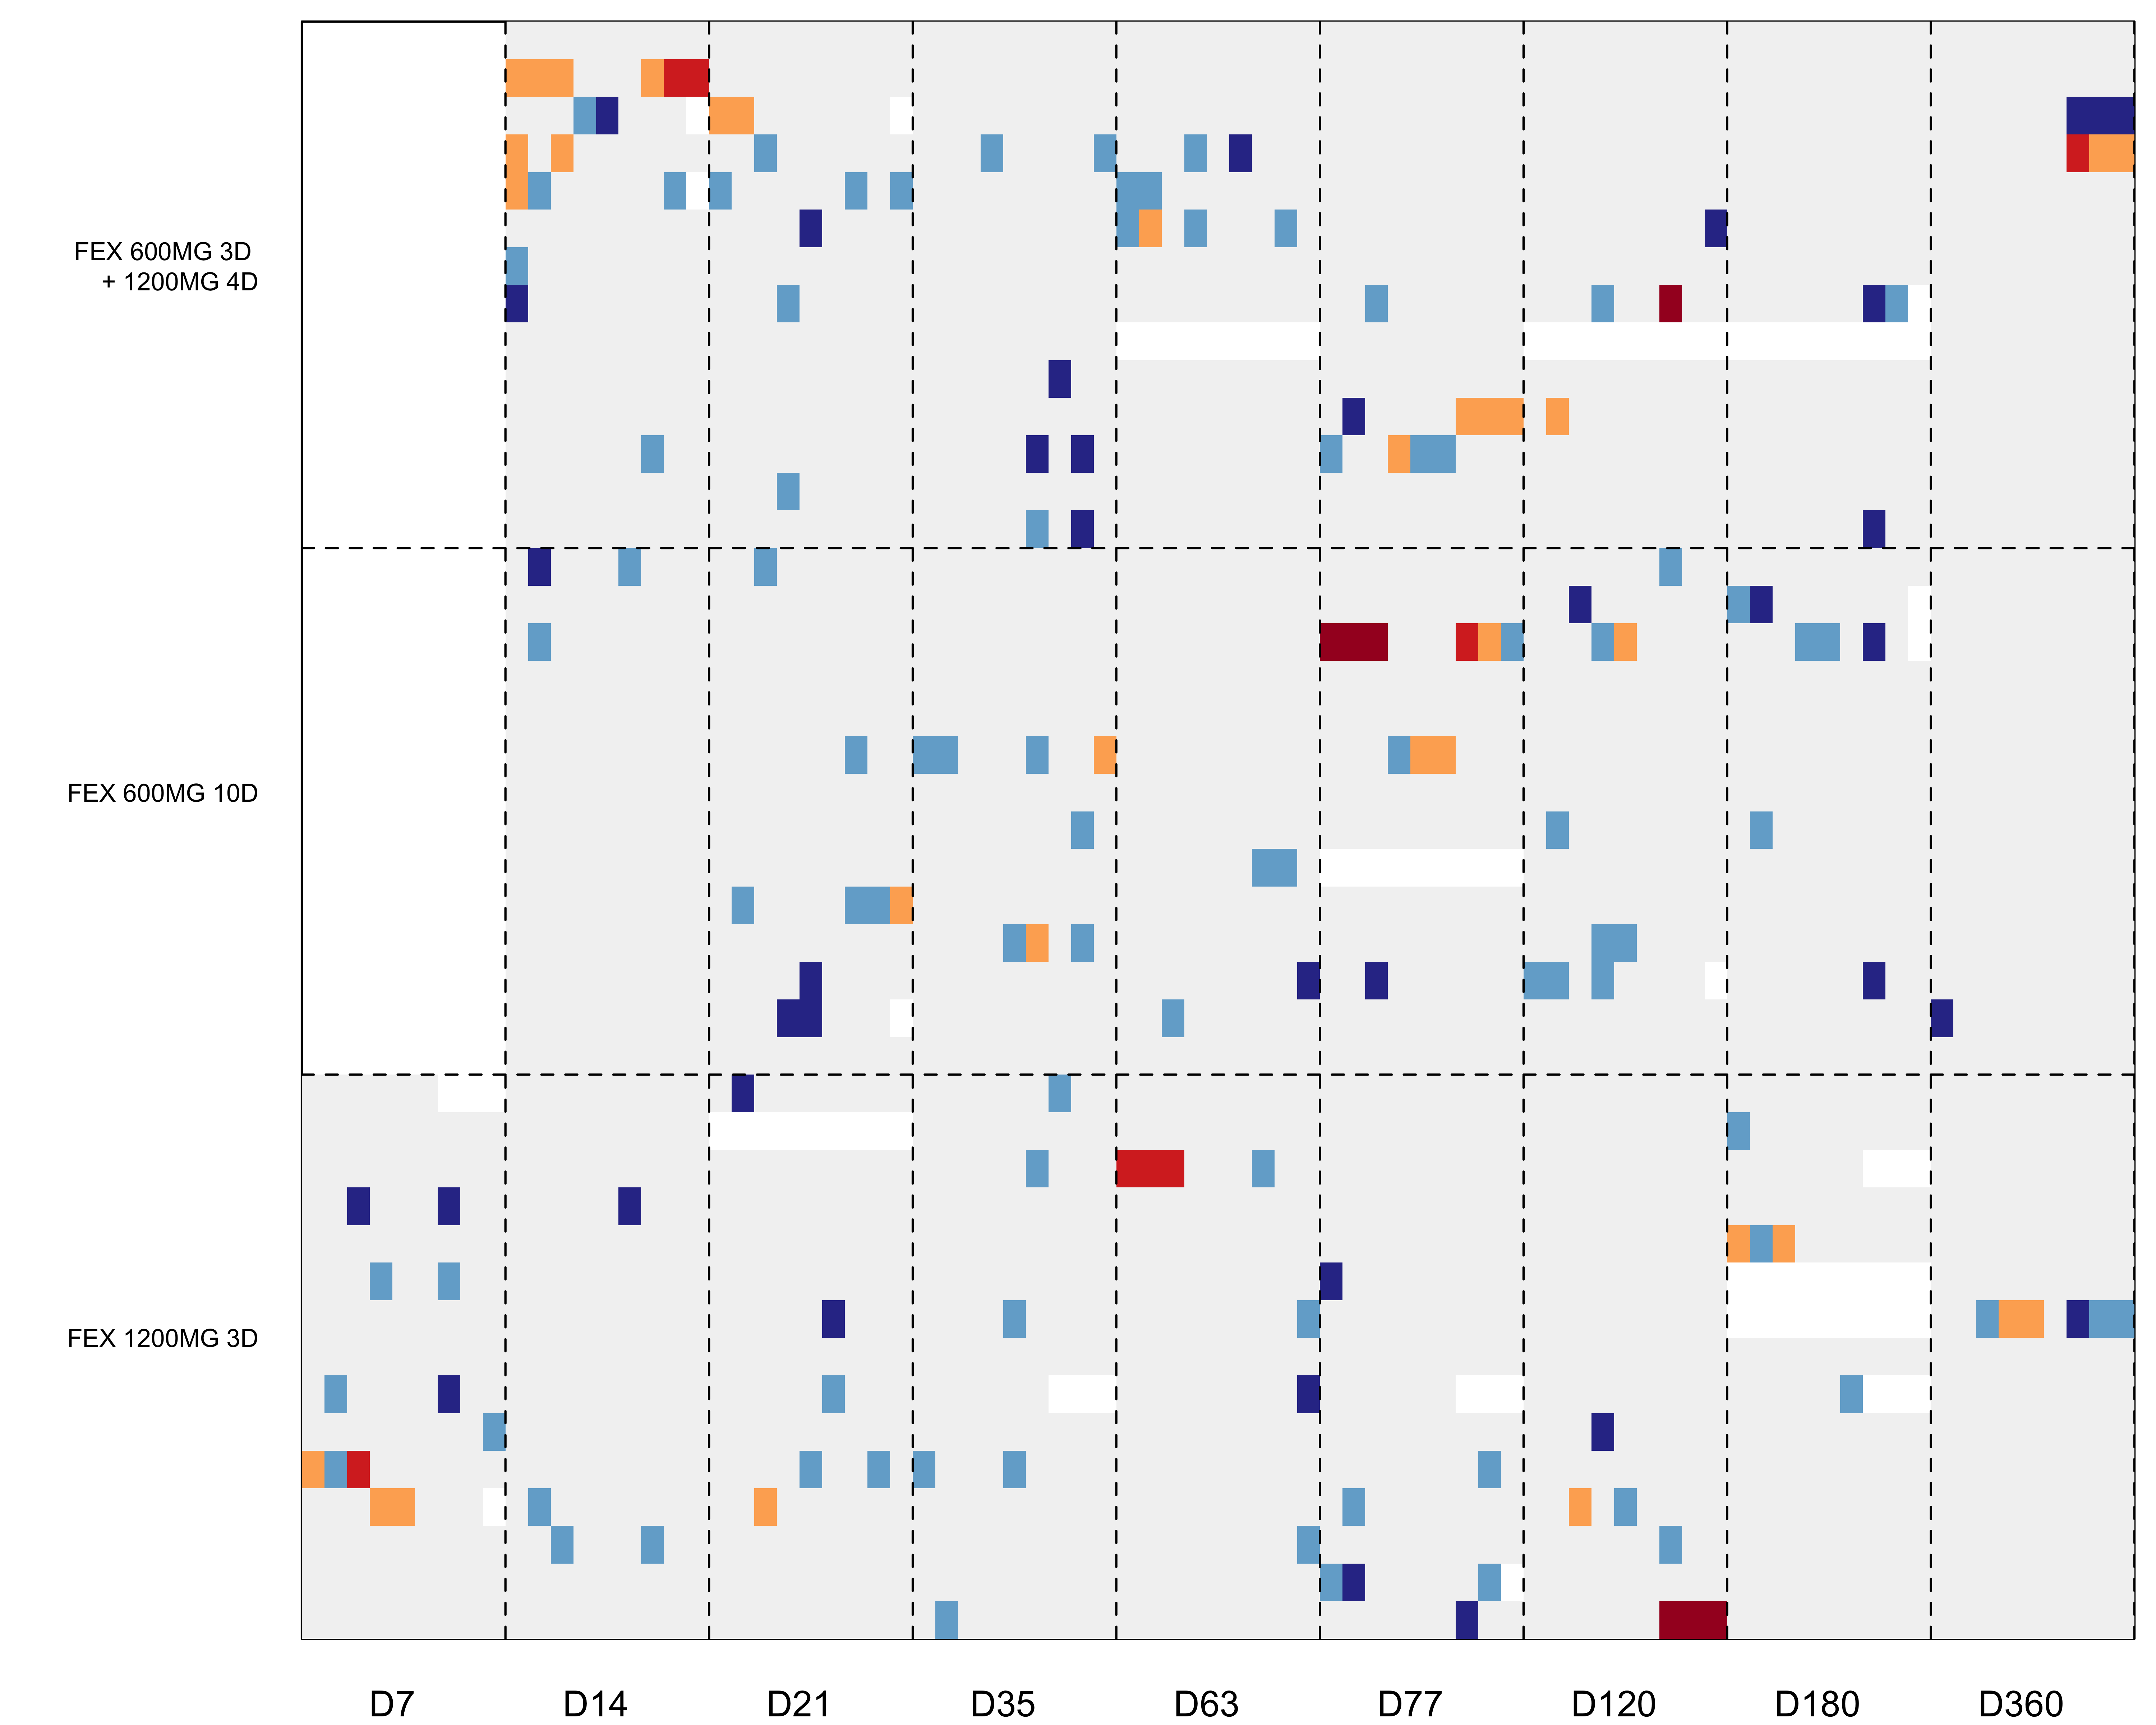 FEX 600MG 3D
+ 1200MG 4D
FEX 600MG 10D
FEX 1200MG 3D
D7 D14 D21 D35 D63 D77 D120 D180 D360